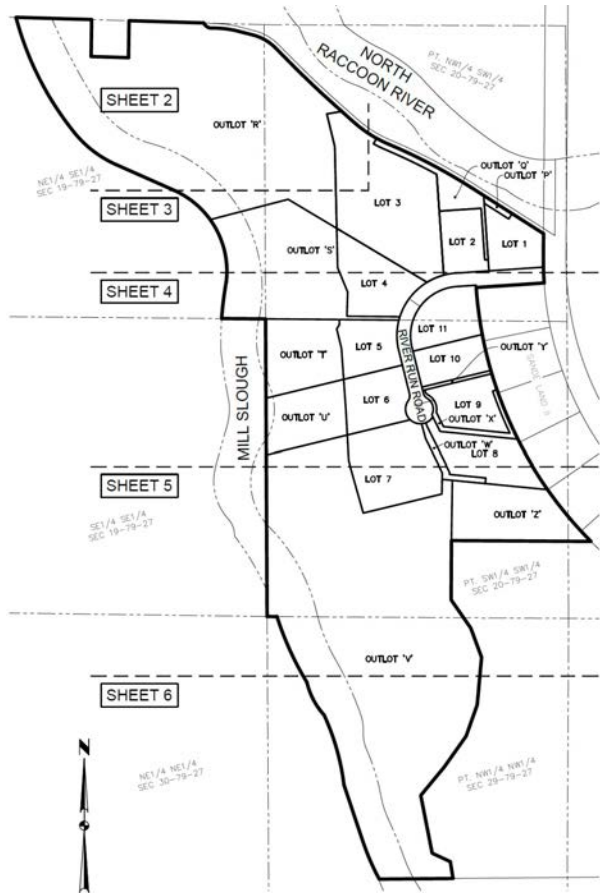 NORTH
RACCOON RIVER
PT. NW1/4 SW1/4
SEC 20-79-27
SHEET 2
OUTLOT 'R'
OUTLOT 'Q'
OUTLOT 'P'
NE1/4 SE1/4
SEC 19-79-27
SHEET 3
LOT 3
LOT 2
LOT 1
OUTLOT 'S'
LOT 4
SHEET 4
LOT 11
RIVER RUN ROAD
LOT 5
OUTLOT 'T'
LOT 10
OUTLOT 'Y'
MILL SLOUGH
LOT 6
LOT 9
OUTLOT 'U'
OUTLOT 'X'
OUTLOT 'W'
LOT 8
LOT 7
SHEET 5
OUTLOT 'Z'
SE1/4 SE1/4
SEC 19-79-27
PT. SW1/4 SW1/4
SEC 20-79-27
OUTLOT 'V'
SHEET 6
N
NE1/4 NE1/4
SEC 30-79-27
PT. NW1/4 NW1/4
SEC 29-79-27